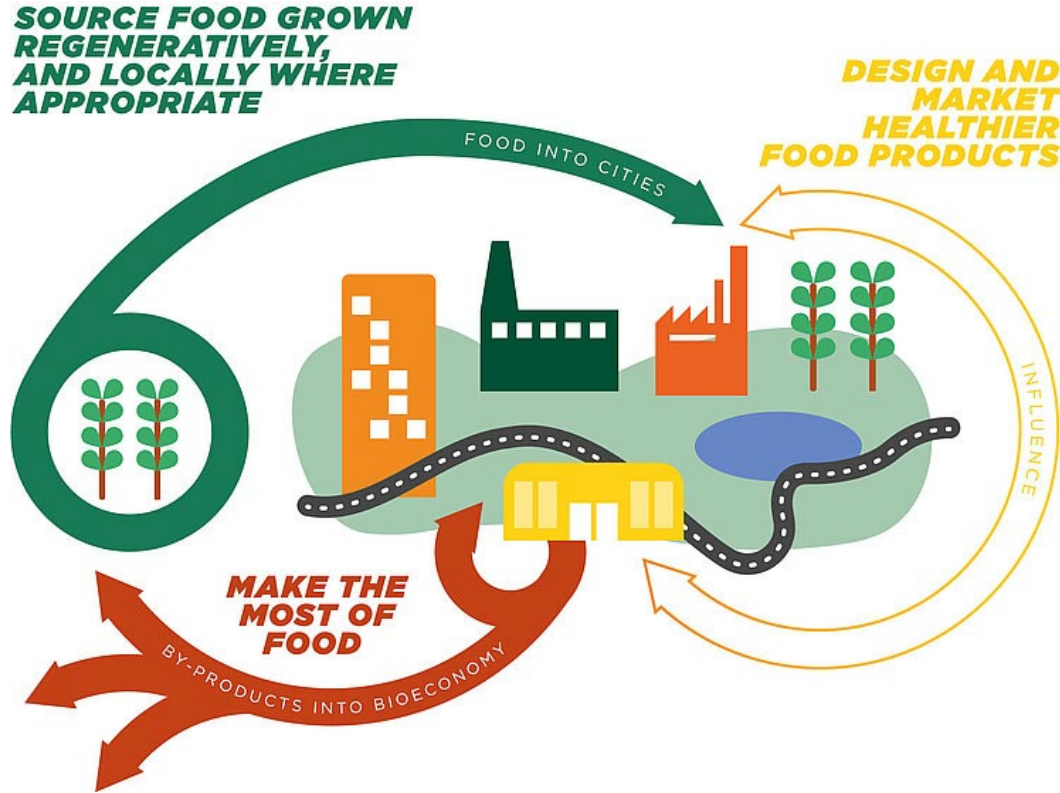 SOURCE FOOD GROWN
REGENERATIVELY,
AND LOCALLY WHERE
APPROPRIATE
DESIGN AND
MARKET
HEALTHIER
FOOD PRODUCTS
FOOD INTO CITIES
INFLUENCE
MAKE THE
MOST OF
FOOD
BY-PRODUCTS INTO BIOECONOMY